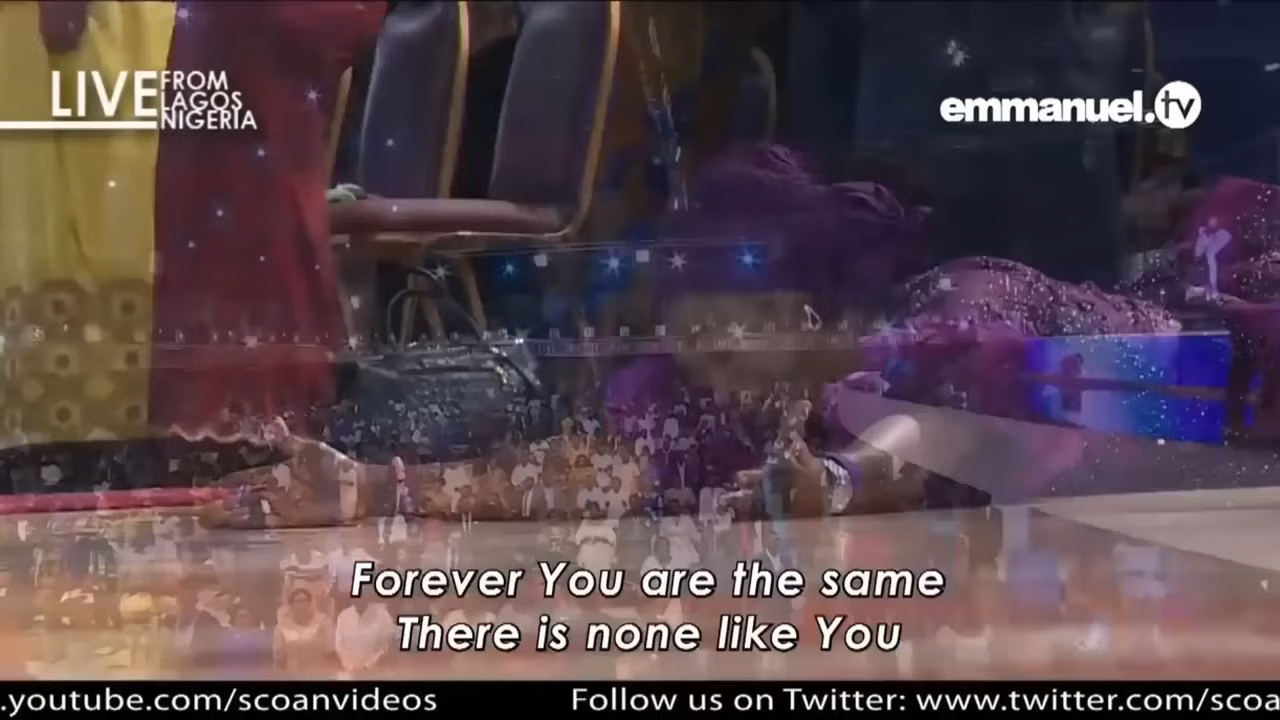 LIVE FROM
LAGOS
NIGERIA
emmanuel.tv
Forever You are the same
There is none like You
.youtube.com/scoanvideos Follow us on Twitter: www.twitter.com/scoa